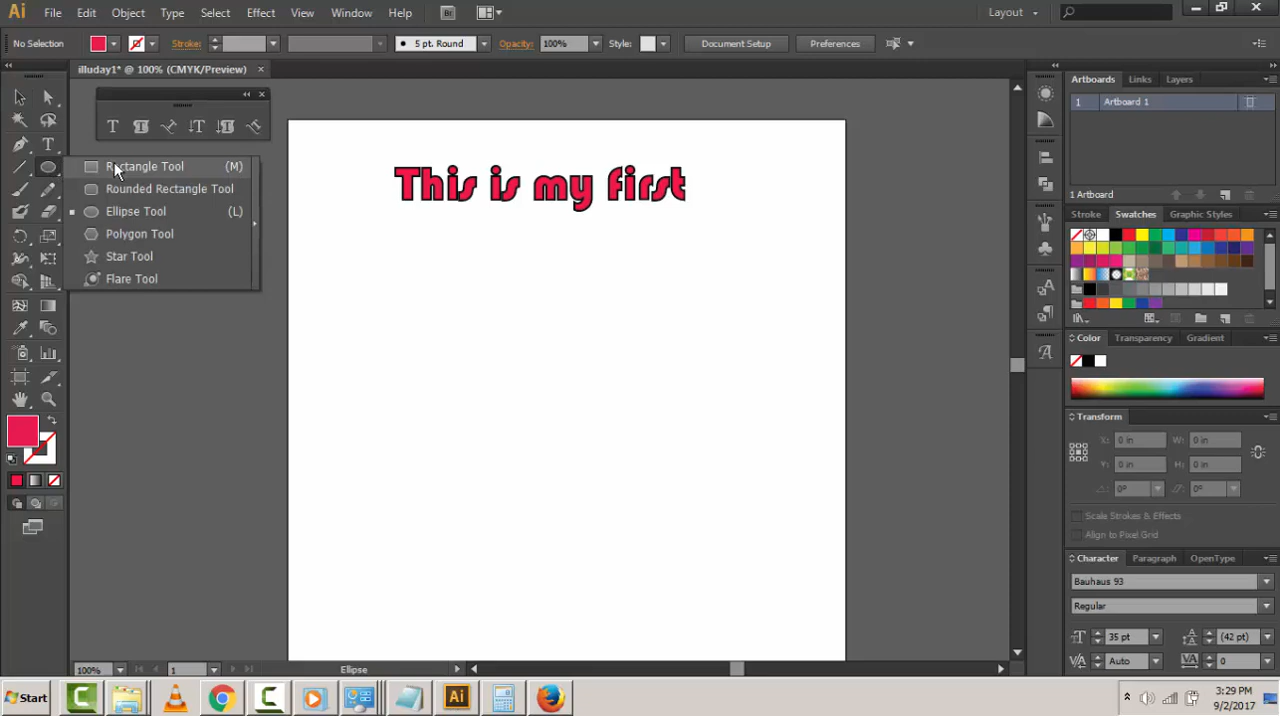 Ai File Edit Object Type Select Effect View Window Help Br Layout
No Selection Stroke: 5 pt. Round Opacity: 100% Style: Document Setup Preferences
illuday1* @ 100% (CMYK/Preview)
Rectangle Tool (M)
Rounded Rectangle Tool
Ellipse Tool (L)
Polygon Tool
Star Tool
Flare Tool
This is my first
Artboards Links Layers
1 Artboard 1
1 Artboard
Stroke Swatches Graphic Styles
Color Transparency Gradient
Transform
X: 0 in W: 0 in
Y: 0 in H: 0 in
0° 0°
Scale Strokes & Effects
Align to Pixel Grid
Character Paragraph OpenType
Bauhaus 93
Regular
35 pt (42 pt)
Auto 0
100% 1 Ellipse
Start Ai 3:29 PM
9/2/2017